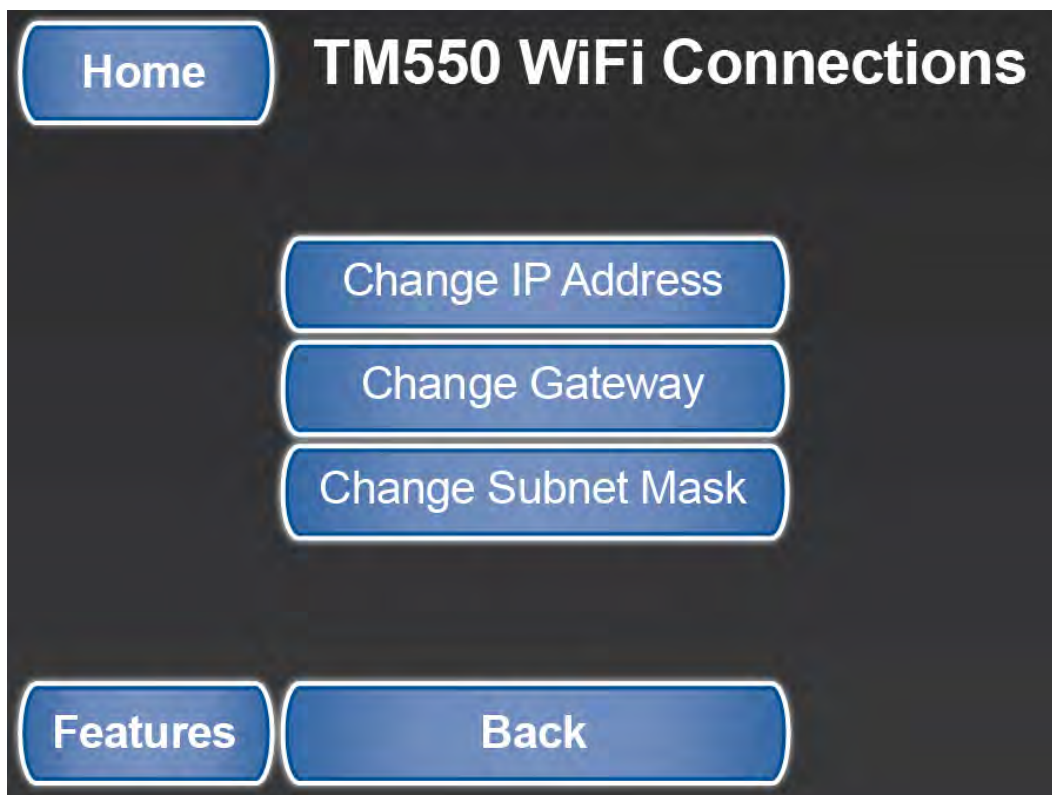 Home
TM550 WiFi Connections
Change IP Address
Change Gateway
Change Subnet Mask
Features
Back